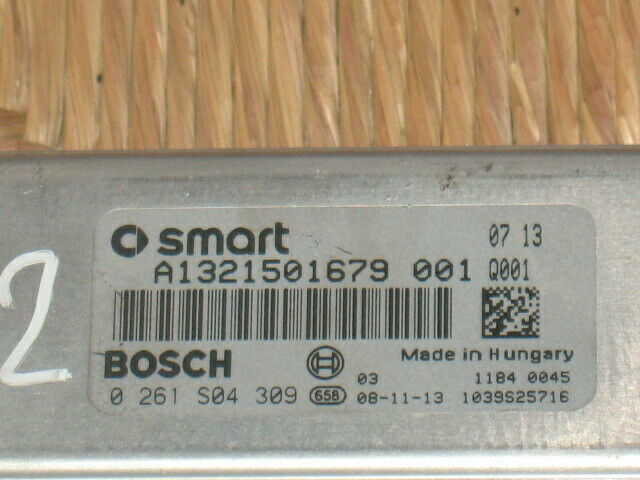 2
smart 07 13
A1321501679 001 Q001
BOSCH Made in Hungary
03 1184 0045
0 261 S04 309 65B 08-11-13 1039S25716